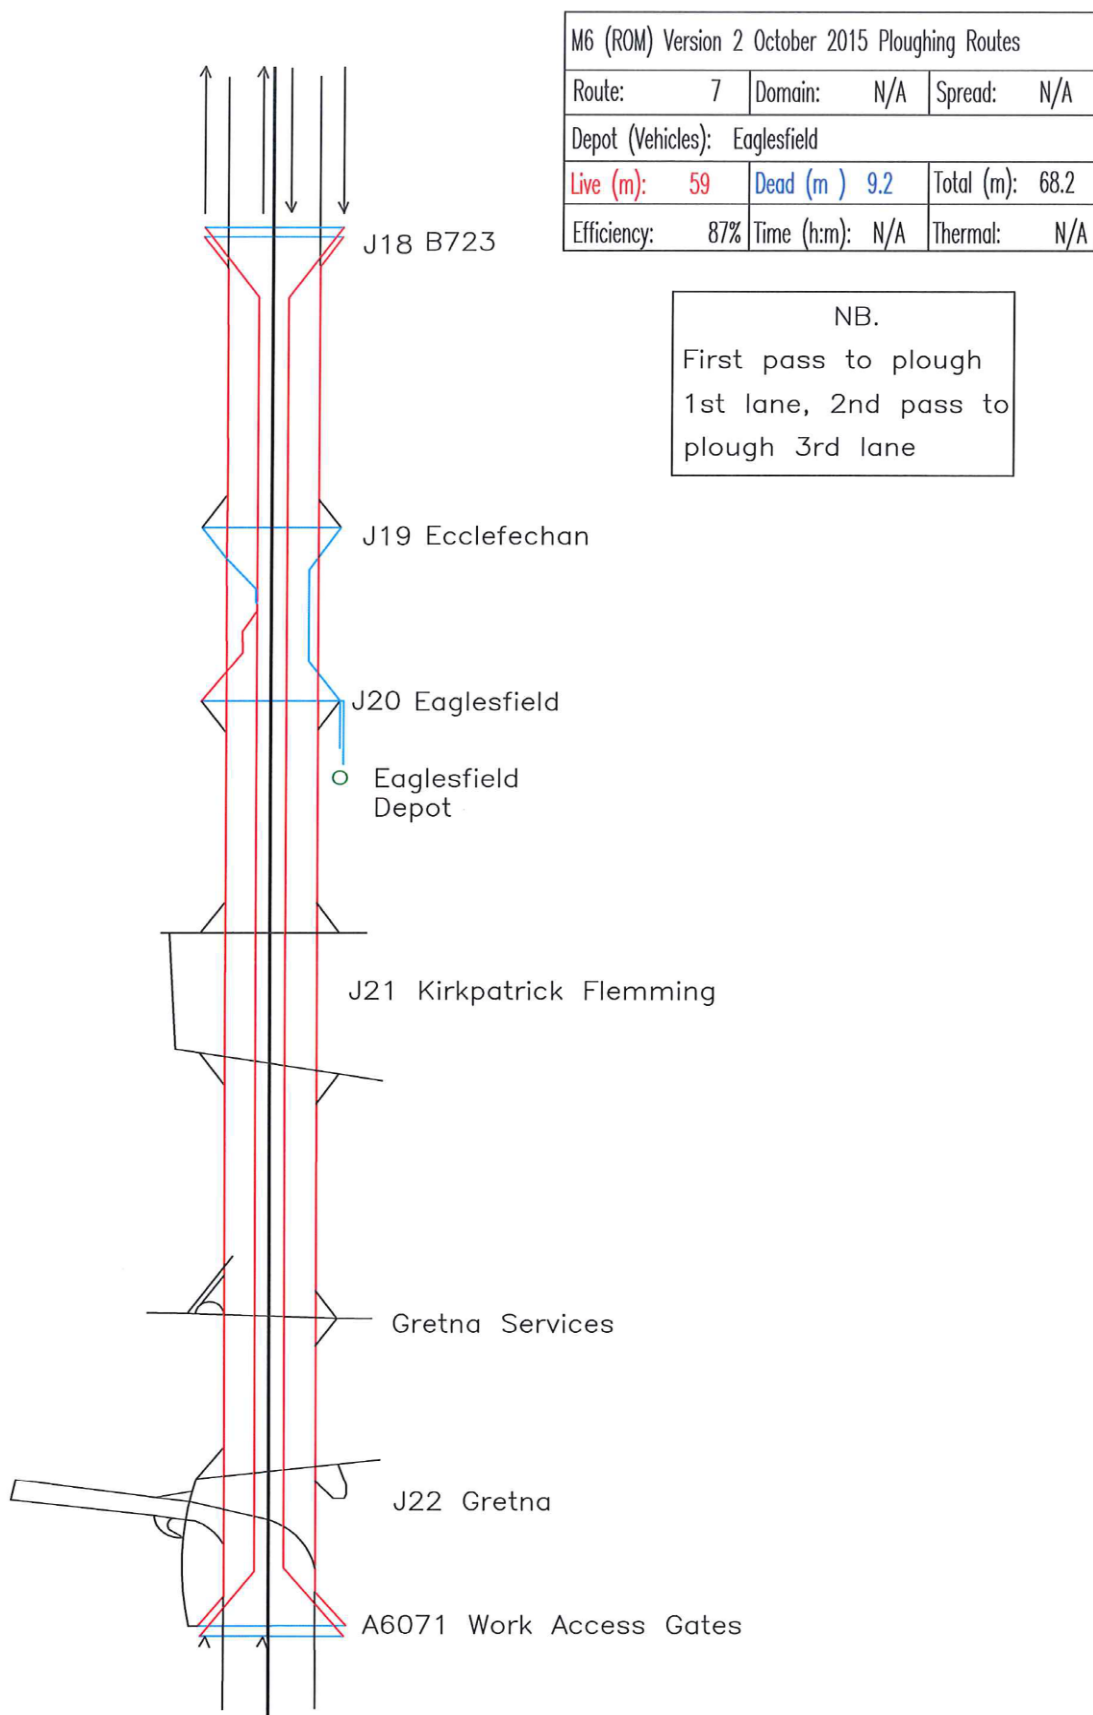 M6 (ROM) Version 2 October 2015 Ploughing Routes
Route: 7 Domain: N/A Spread: N/A
Depot (Vehicles): Eaglesfield
Live (m): 59 Dead (m ) 9.2 Total (m): 68.2
Efficiency: 87% Time (h:m): N/A Thermal: N/A
NB.
First pass to plough
1st lane, 2nd pass to
plough 3rd lane
J18 B723
J19 Ecclefechan
J20 Eaglesfield
Eaglesfield
Depot
J21 Kirkpatrick Flemming
Gretna Services
J22 Gretna
A6071 Work Access Gates